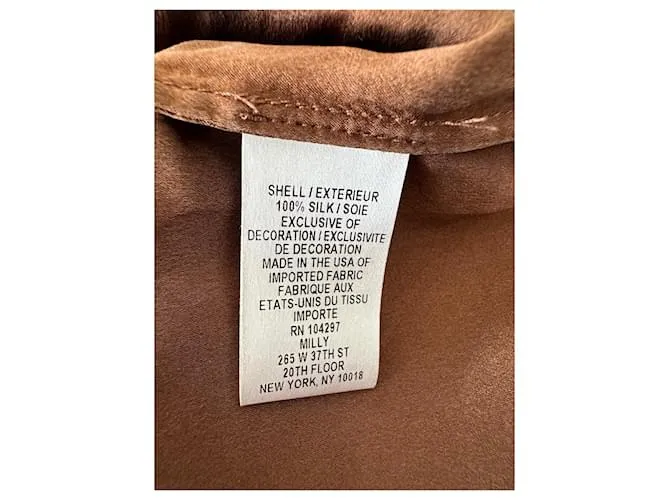 SHELL / EXTERIEUR
100% SILK / SOIE
EXCLUSIVE OF
DECORATION / EXCLUSIVITE
DE DECORATION
MADE IN THE USA OF
IMPORTED FABRIC
FABRIQUE AUX
ETATS-UNIS DU TISSU
IMPORTE
RN 104297
MILLY
265 W 37TH ST
20TH FLOOR
NEW YORK, NY 10018